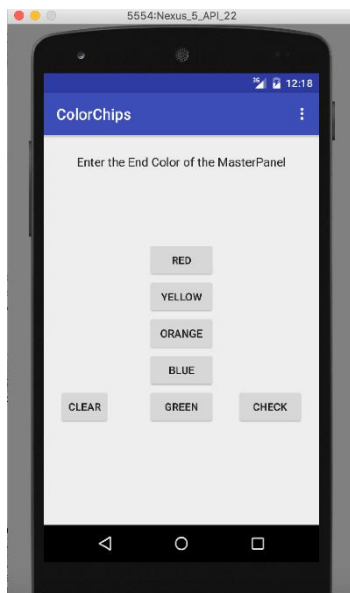 5554:Nexus_5_API_22
12:18
ColorChips
Enter the End Color of the MasterPanel
RED
YELLOW
ORANGE
BLUE
CLEAR GREEN CHECK